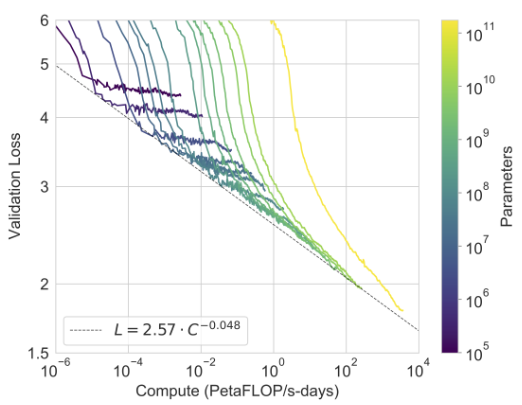 6
5
4
3
2
1.5
Validation Loss
L = 2.57 · C^{-0.048}
10^{-6} 10^{-4} 10^{-2} 10^{0} 10^{2} 10^{4}
Compute (PetaFLOP/s-days)
10^{11}
10^{10}
10^{9}
10^{8}
10^{7}
10^{6}
10^{5}
Parameters